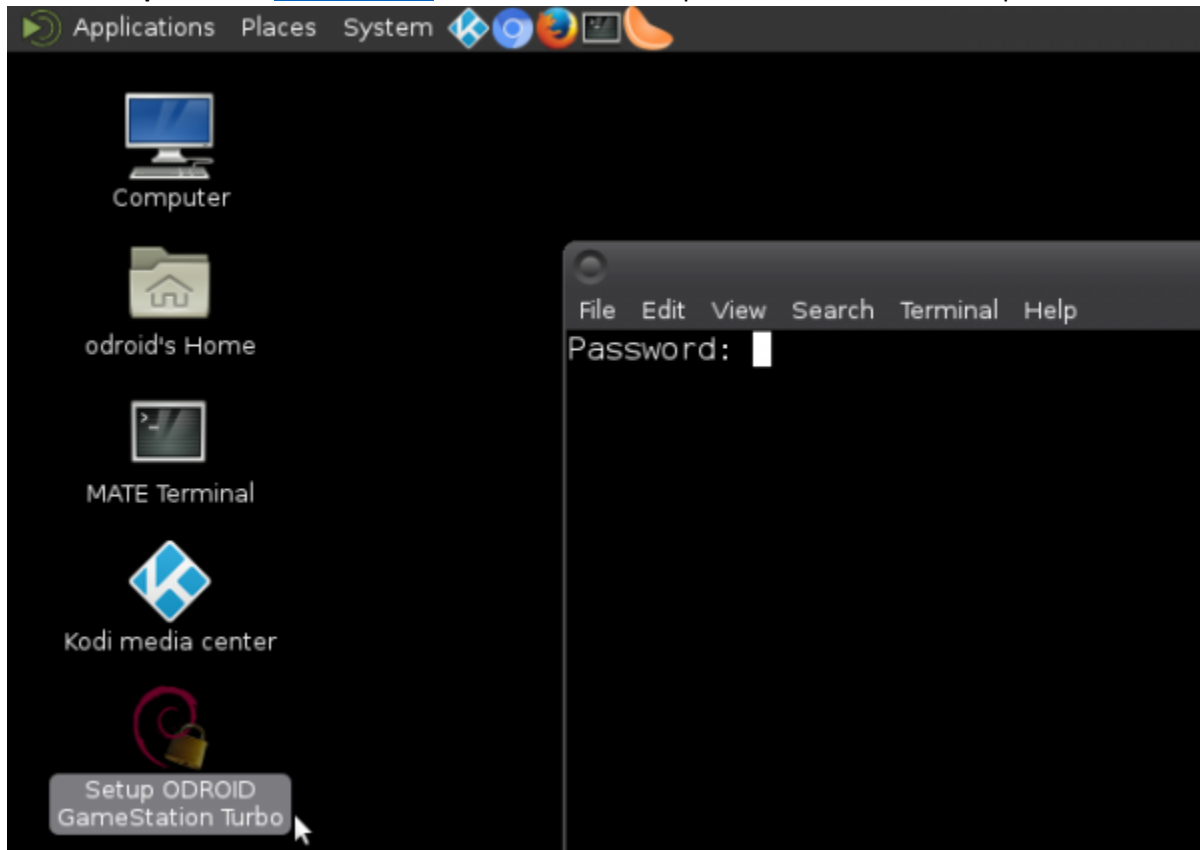 Applications Places System
Computer
odroid's Home
File Edit View Search Terminal Help
Password:
MATE Terminal
Kodi media center
Setup ODROID
GameStation Turbo